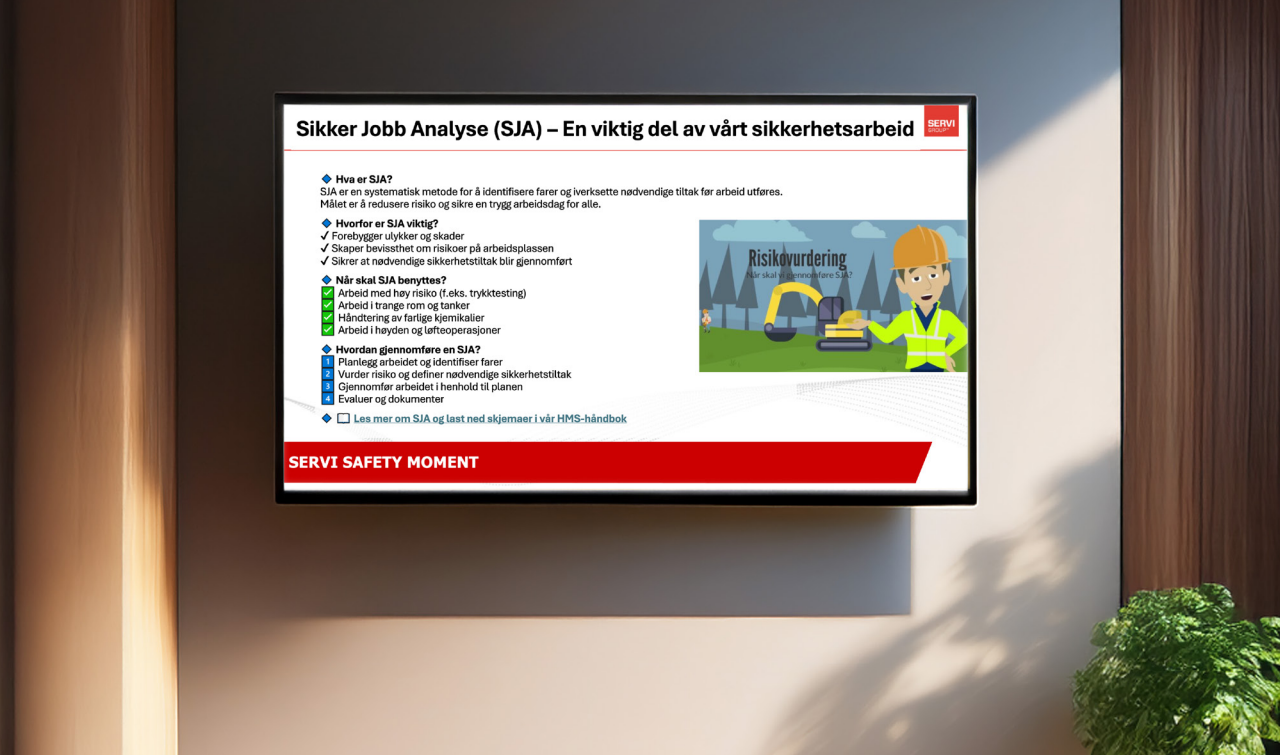 Sikker Jobb Analyse (SJA) – En viktig del av vårt sikkerhetsarbeid
SERVI
GROUP
Hva er SJA?
SJA er en systematisk metode for å identifisere farer og iverksette nødvendige tiltak før arbeid utføres.
Målet er å redusere risiko og sikre en trygg arbeidsdag for alle.
Hvorfor er SJA viktig?
✓ Forebygger ulykker og skader
✓ Skaper bevissthet om risikoer på arbeidsplassen
✓ Sikrer at nødvendige sikkerhetstiltak blir gjennomført
Når skal SJA benyttes?
Arbeid med høy risiko (f.eks. trykktesting)
Arbeid i trange rom og tanker
Håndtering av farlige kjemikalier
Arbeid i høyden og løfteoperasjoner
Hvordan gjennomføre en SJA?
1 Planlegg arbeidet og identifiser farer
2 Vurder risiko og definer nødvendige sikkerhetstiltak
3 Gjennomfør arbeidet i henhold til planen
4 Evaluer og dokumenter
Les mer om SJA og last ned skjemaer i vår HMS-håndbok
Risikovurdering
Når skal vi gjennomføre SJA?
SERVI SAFETY MOMENT